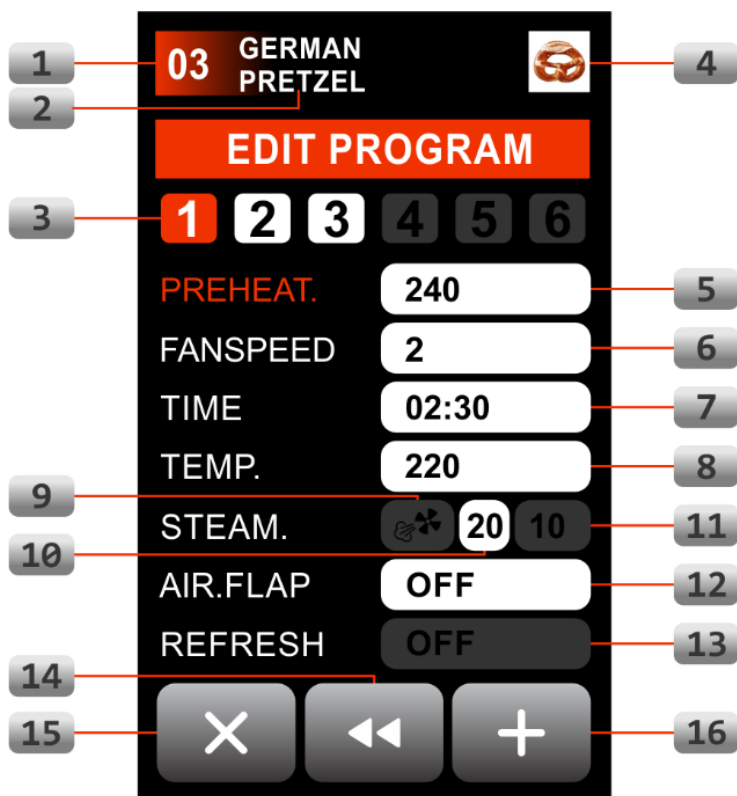 1
03
GERMAN
PRETZEL
4
2
EDIT PROGRAM
3
1 2 3 4 5 6
PREHEAT. 240
5
FANSPEED 2
6
TIME 02:30
7
TEMP. 220
8
9
STEAM. 20 10
11
10
AIR.FLAP OFF
12
REFRESH OFF
13
14
15
16